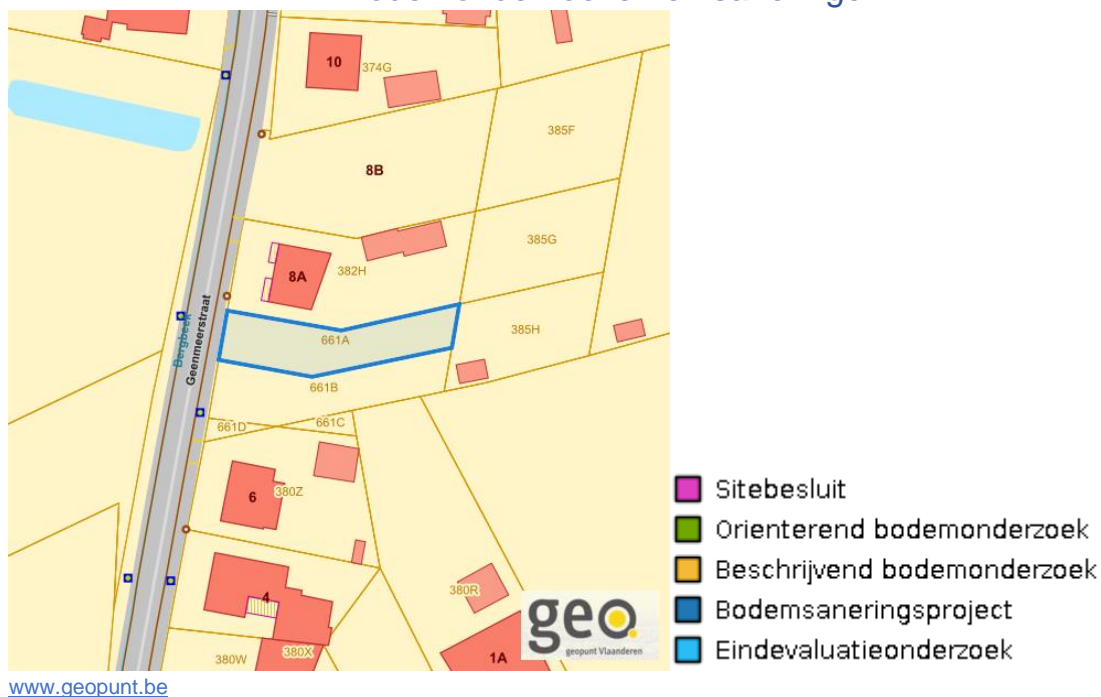 10
374G
385F
8B
385G
8A
382H
Bergbeek
Geenmeerstraat
661A
385H
661B
661D
661C
6
380Z
4
380R
380W
380X
1A
geo
geopunt Vlaanderen
Sitebesluit
Orienterend bodemonderzoek
Beschrijvend bodemonderzoek
Bodemsaneringsproject
Eindevaluatieonderzoek
www.geopunt.be